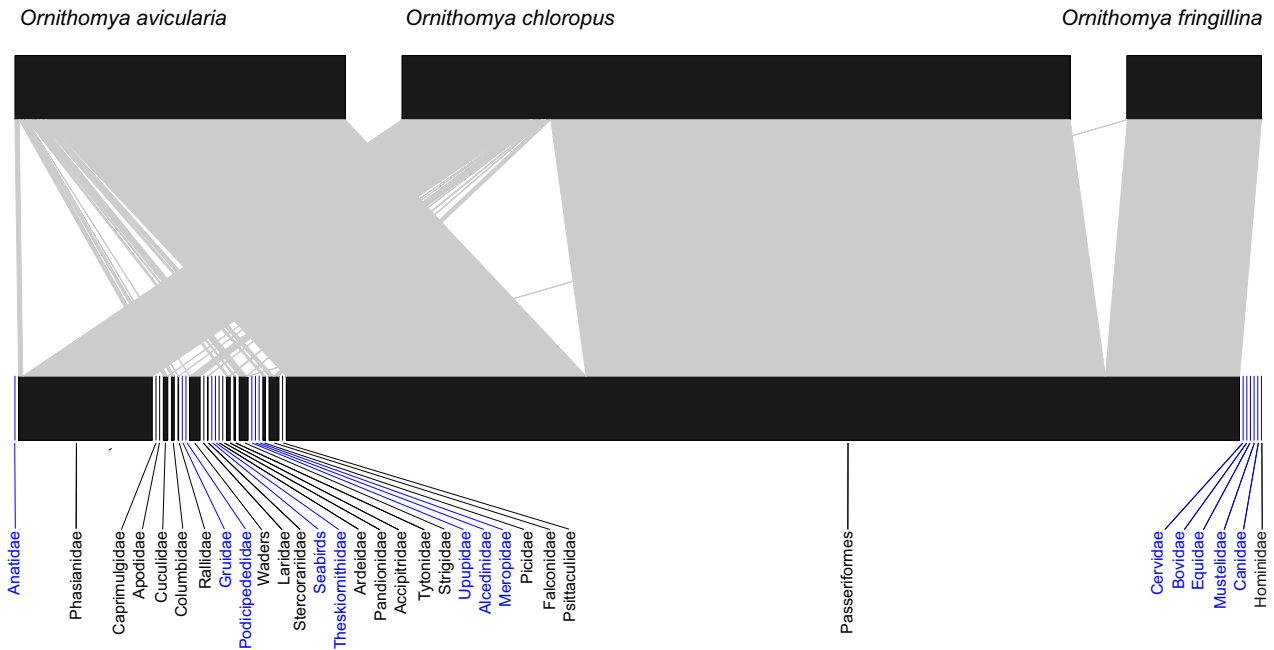 Ornithomya avicularia
Ornithomya chloropus
Ornithomya fringillina
Anatidae
Phasianidae
Caprimulgidae
Apodidae
Cuculidae
Columbidae
Rallidae
Gruidae
Podicipededidae
Waders
Laridae
Stercorariidae
Seabirds
Theskiornithidae
Ardeidae
Pandionidae
Accipitridae
Tytonidae
Strigidae
Upupidae
Alcedinidae
Meropidae
Picidae
Falconidae
Psittaculidae
Passeriformes
Cervidae
Bovidae
Equidae
Mustelidae
Canidae
Hominidae